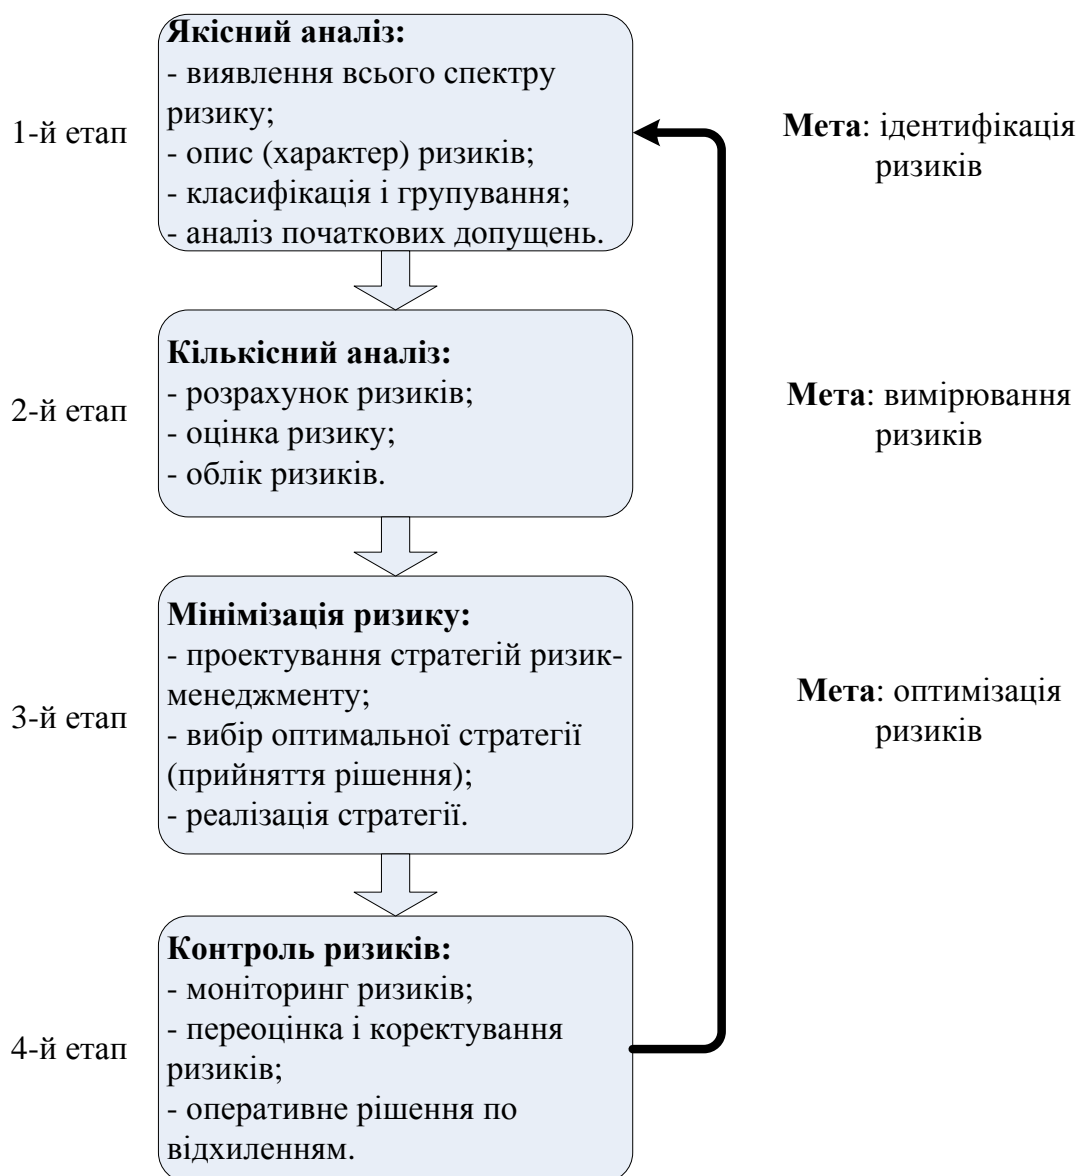 Якісний аналіз:
- виявлення всього спектру
ризику;
- опис (характер) ризиків;
- класифікація і групування;
- аналіз початкових допущень.
1-й етап
Мета: ідентифікація
ризиків
Кількісний аналіз:
- розрахунок ризиків;
- оцінка ризику;
- облік ризиків.
2-й етап
Мета: вимірювання
ризиків
Мінімізація ризику:
- проектування стратегій ризик-
менеджменту;
- вибір оптимальної стратегії
(прийняття рішення);
- реалізація стратегії.
3-й етап
Мета: оптимізація
ризиків
Контроль ризиків:
- моніторинг ризиків;
- переоцінка і коректування
ризиків;
- оперативне рішення по
відхиленням.
4-й етап